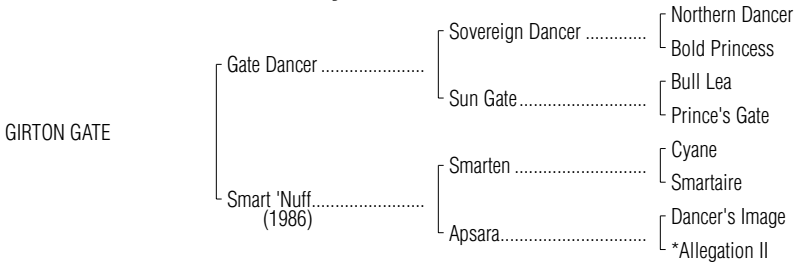 Northern Dancer
Sovereign Dancer .............
Bold Princess
Gate Dancer ......................
Bull Lea
Sun Gate...........................
Prince's Gate
GIRTON GATE
Cyane
Smarten ............................
Smartaire
Smart 'Nuff........................
(1986)
Dancer's Image
Apsara...............................
*Allegation II